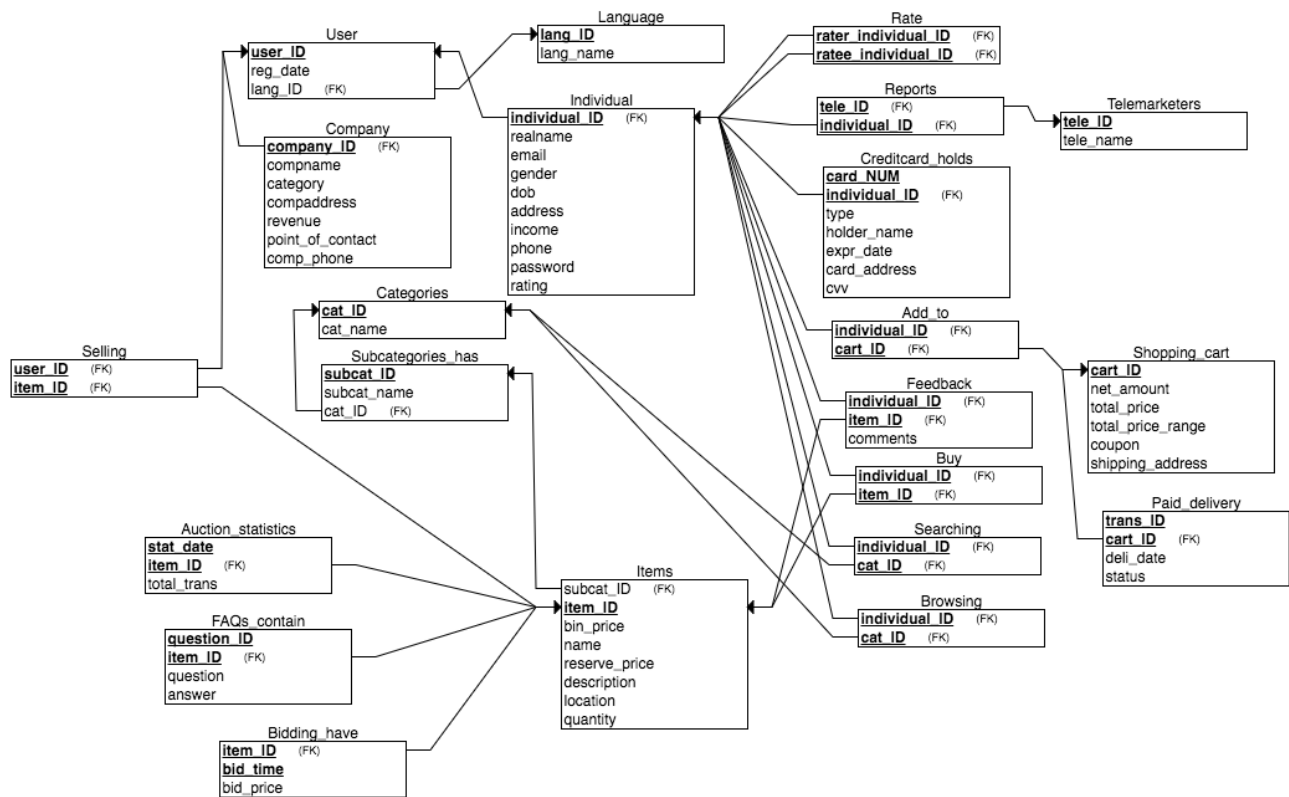 Language
lang_ID
lang_name
User
user_ID
reg_date
lang_ID (FK)
Rate
rater_individual_ID (FK)
ratee_individual_ID (FK)
Reports
tele_ID (FK)
individual_ID (FK)
Telemarketers
tele_ID
tele_name
Individual
individual_ID (FK)
realname
email
gender
dob
address
income
phone
password
rating
Company
company_ID (FK)
compname
category
compaddress
revenue
point_of_contact
comp_phone
Creditcard_holds
card_NUM
individual_ID (FK)
type
holder_name
expr_date
card_address
cvv
Categories
cat_ID
cat_name
Add_to
individual_ID (FK)
cart_ID (FK)
Selling
user_ID (FK)
item_ID (FK)
Subcategories_has
subcat_ID
subcat_name
cat_ID (FK)
Shopping_cart
cart_ID
net_amount
total_price
total_price_range
coupon
shipping_address
Feedback
individual_ID (FK)
item_ID (FK)
comments
Buy
individual_ID (FK)
item_ID (FK)
Paid_delivery
trans_ID
cart_ID (FK)
deli_date
status
Auction_statistics
stat_date
item_ID (FK)
total_trans
Searching
individual_ID (FK)
cat_ID (FK)
Items
subcat_ID (FK)
item_ID
bin_price
name
reserve_price
description
location
quantity
Browsing
individual_ID (FK)
cat_ID (FK)
FAQs_contain
question_ID
item_ID (FK)
question
answer
Bidding_have
item_ID (FK)
bid_time
bid_price